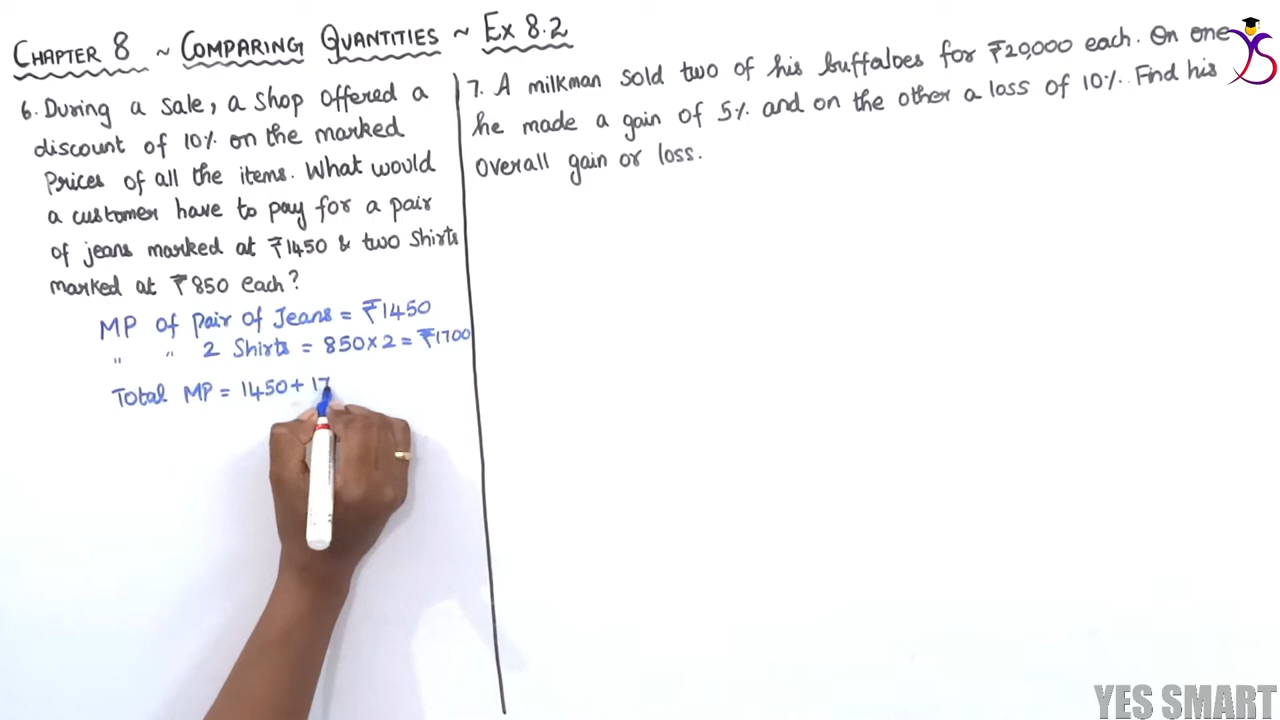 CHAPTER 8 ~ COMPARING QUANTITIES ~ Ex 8.2
6. During a sale, a shop offered a
discount of 10% on the marked
Prices of all the items. What would
a customer have to pay for a pair
of jeans marked at ₹1450 & two shirts
marked at ₹850 each?
MP of Pair of Jeans = ₹1450
" " 2 Shirts = 850×2 = ₹1700
Total MP = 1450+ 17
7. A milkman sold two of his buffaloes for ₹20,000 each. On one
he made a gain of 5% and on the other a loss of 10%. Find his
overall gain or loss.
YS
YES SMART